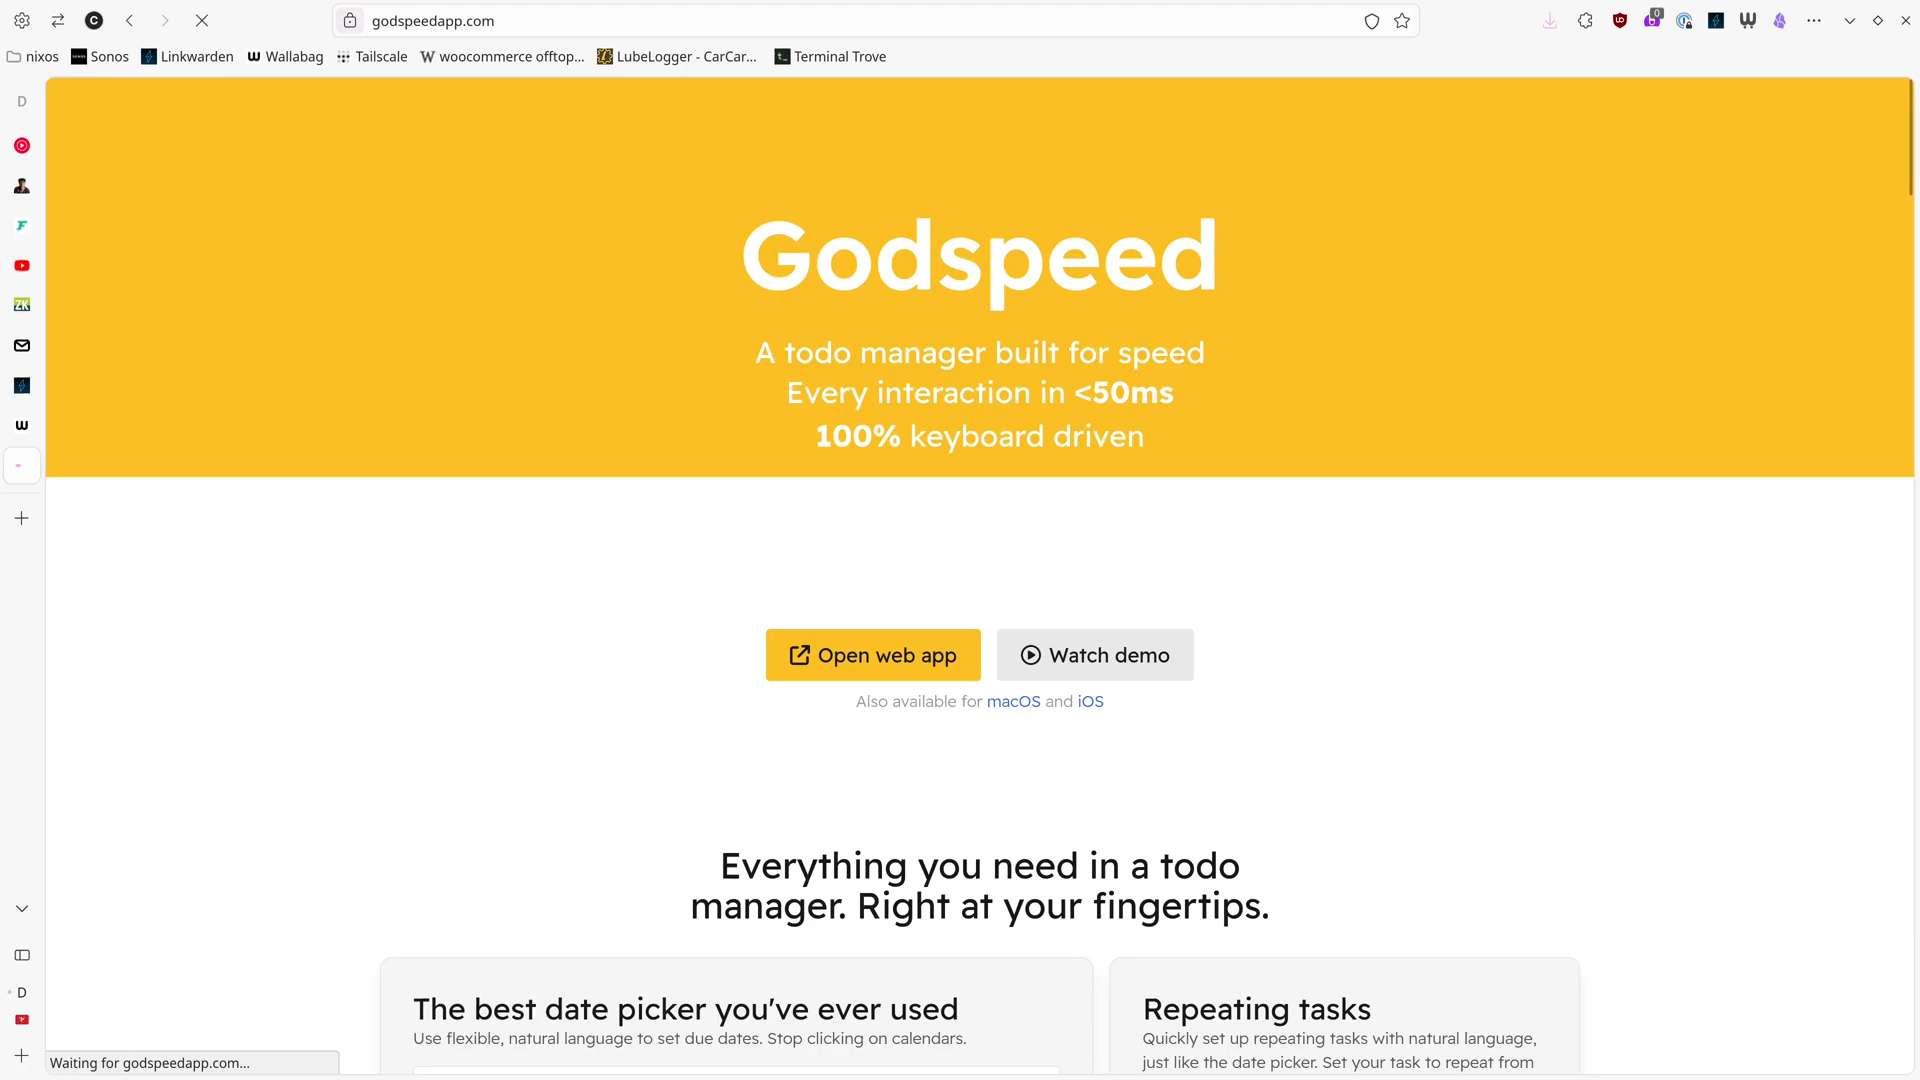 C
godspeedapp.com
0
nixos
Sonos
Linkwarden
Wallabag
Tailscale
woocommerce offtop...
LubeLogger - CarCar...
Terminal Trove
D
ZK
w
D
Godspeed
A todo manager built for speed
Every interaction in <50ms
100% keyboard driven
Open web app
Watch demo
Also available for macOS and iOS
Everything you need in a todo
manager. Right at your fingertips.
The best date picker you've ever used
Use flexible, natural language to set due dates. Stop clicking on calendars.
Repeating tasks
Quickly set up repeating tasks with natural language,
just like the date picker. Set your task to repeat from
Waiting for godspeedapp.com...